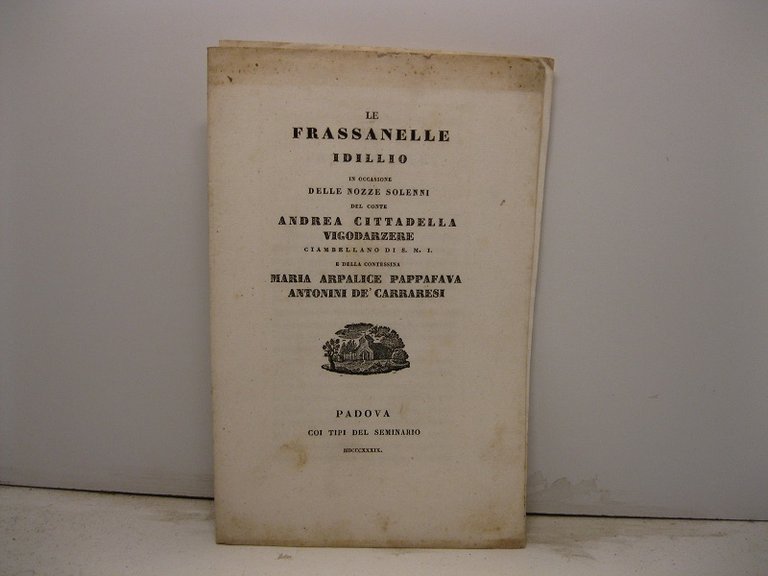 LE
FRASSANELLE
IDILLIO
IN OCCASIONE
DELLE NOZZE SOLENNI
DEL CONTE
ANDREA CITTADELLA
VIGODARZERE
CIAMBELLANO DI S. M. I.
E DELLA CONTESSINA
MARIA ARPALICE PAPPAFAVA
ANTONINI DE' CARRARESI
PADOVA
COI TIPI DEL SEMINARIO
MDCCCXXXIX.